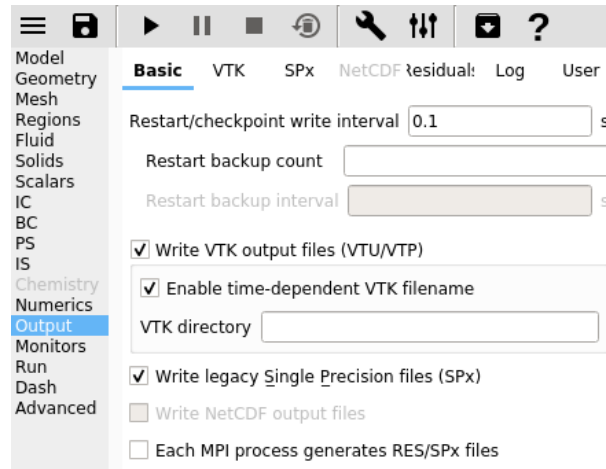 ?
Model
Geometry
Mesh
Regions
Fluid
Solids
Scalars
IC
BC
PS
IS
Chemistry
Numerics
Output
Monitors
Run
Dash
Advanced
Basic VTK SPx NetCDF Residuals Log User
Restart/checkpoint write interval 0.1 s
Restart backup count
Restart backup interval s
Write VTK output files (VTU/VTP)
Enable time-dependent VTK filename
VTK directory
Write legacy Single Precision files (SPx)
Write NetCDF output files
Each MPI process generates RES/SPx files